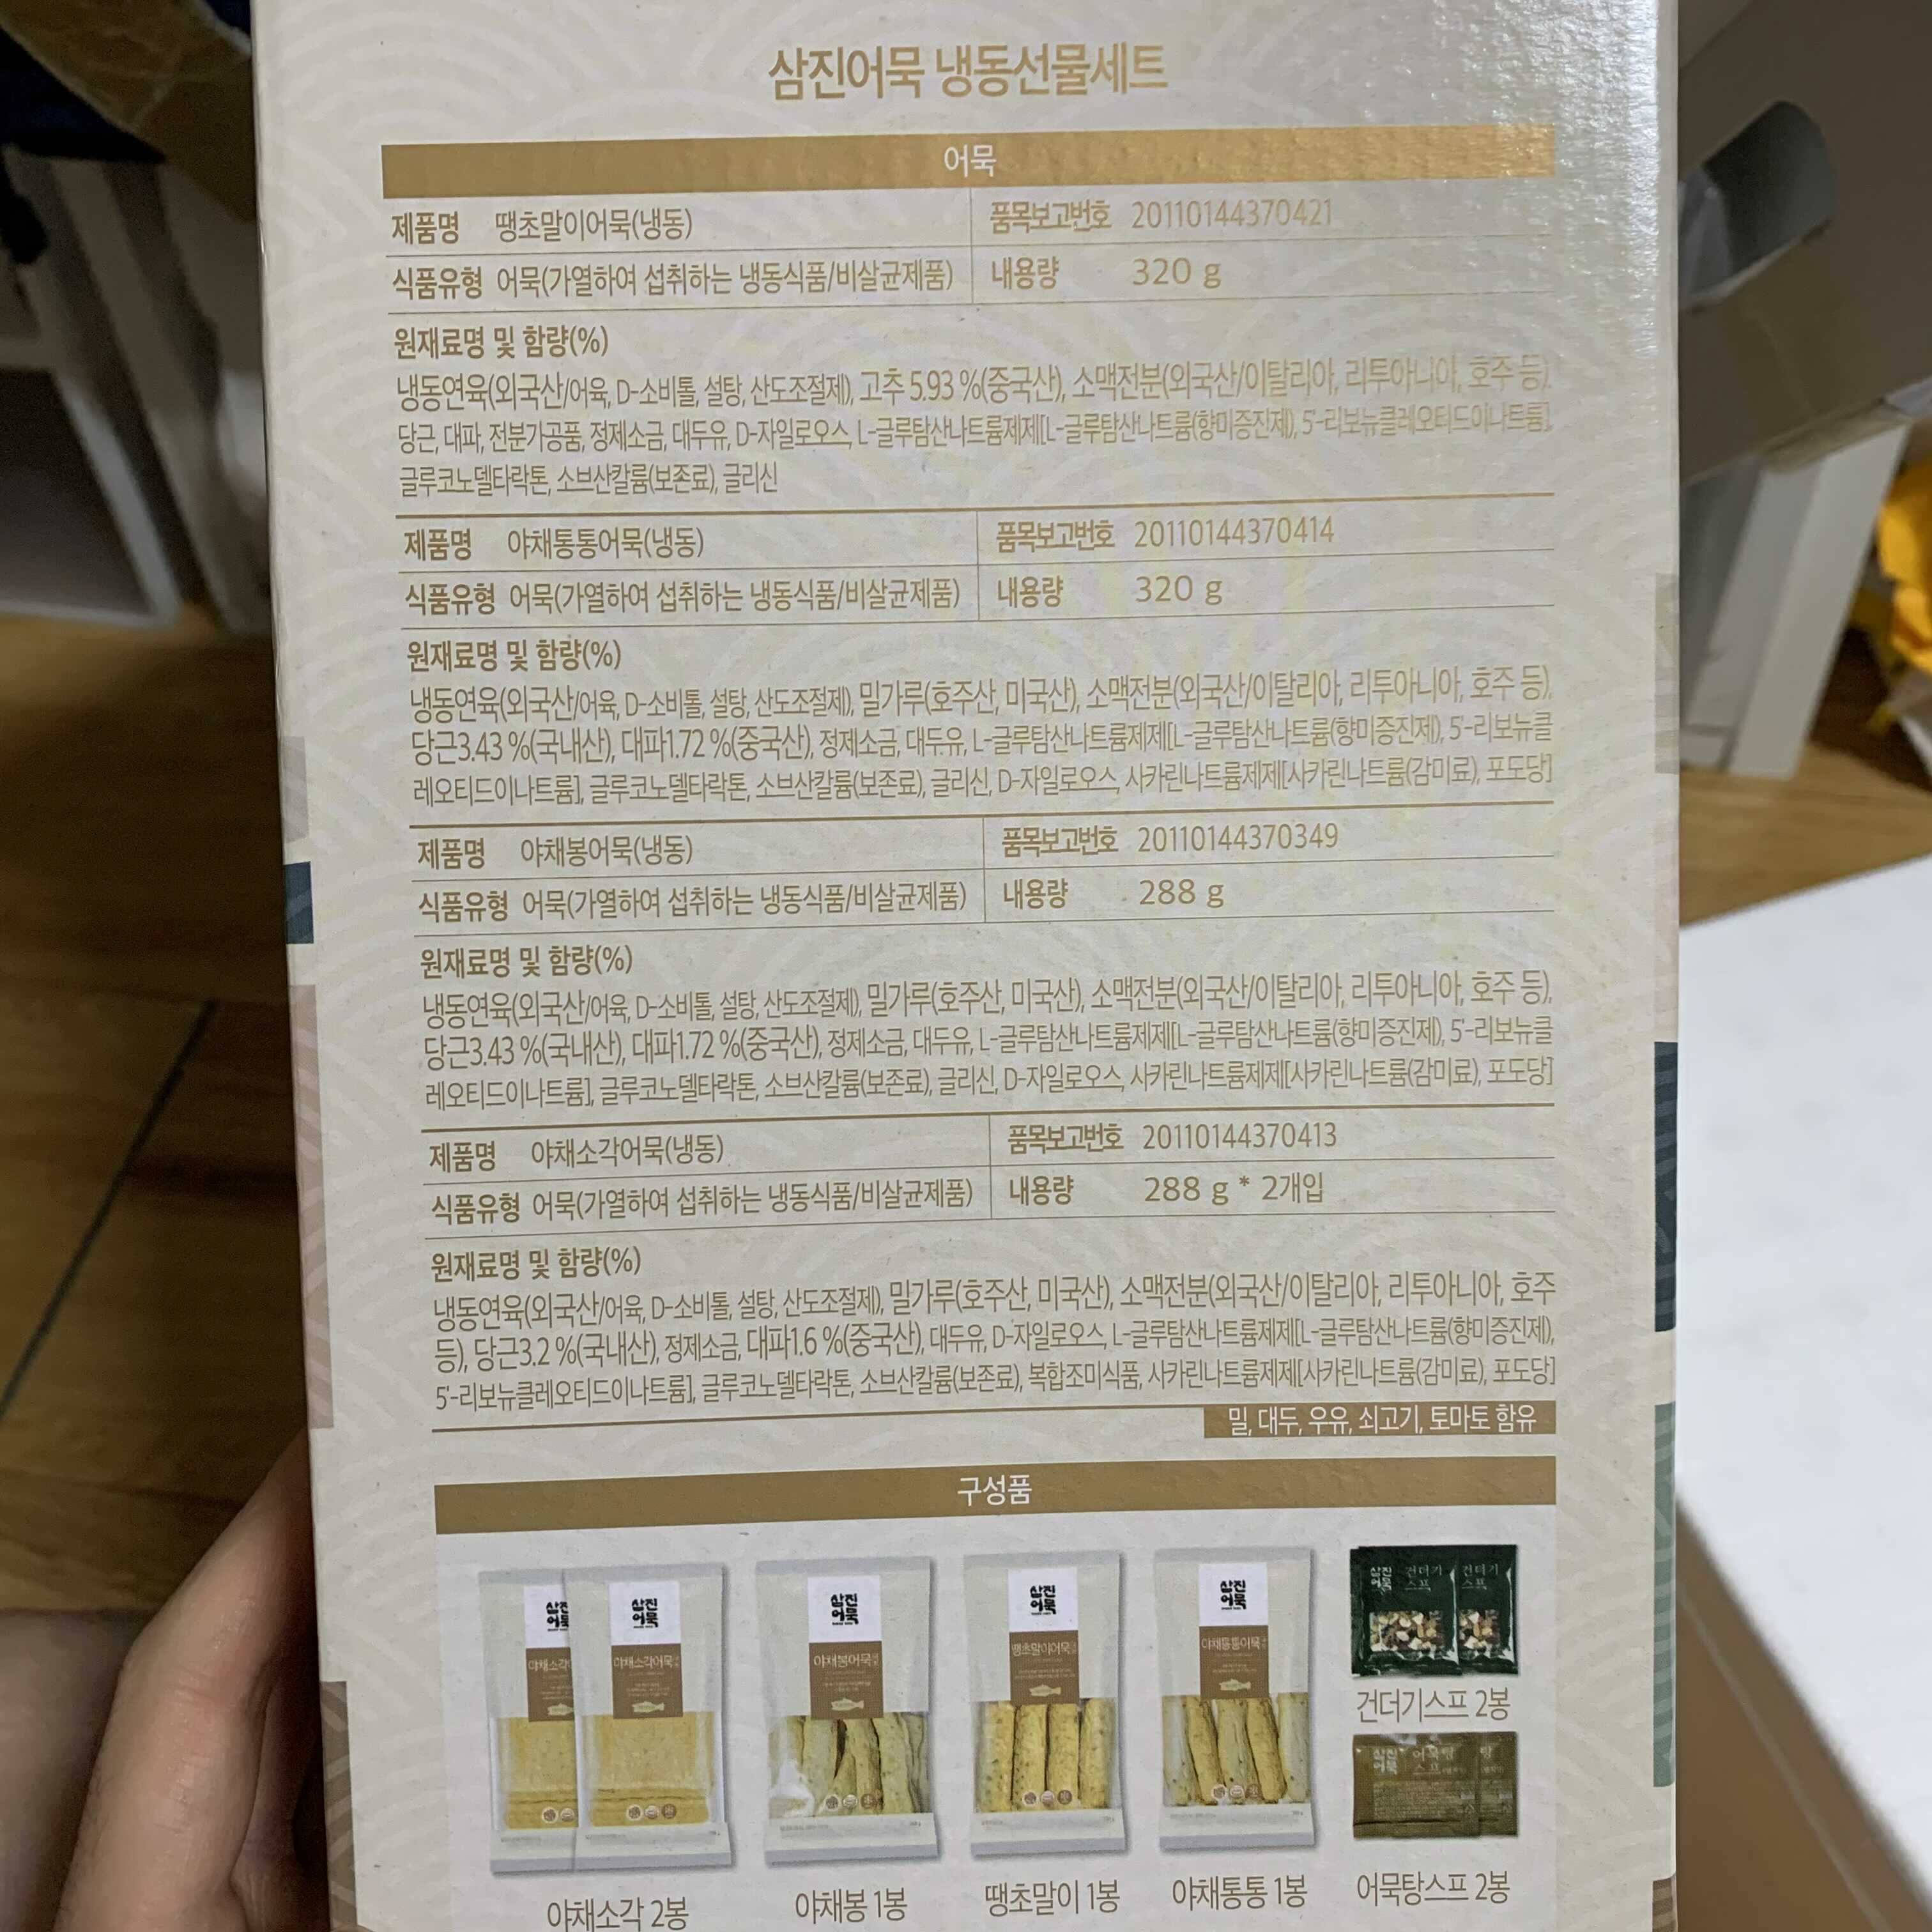 삼진어묵 냉동선물세트
어묵
제품명 땡초말이어묵(냉동) 품목보고번호 20110144370421
식품유형 어묵(가열하여 섭취하는 냉동식품/비살균제품) 내용량 320 g
원재료명 및 함량(%)
냉동연육(외국산/어육, D-소비톨, 설탕, 산도조절제), 고추 5.93 %(중국산), 소맥전분(외국산/이탈리아, 리투아니아, 호주 등),
당근, 대파, 전분가공품, 정제소금, 대두유, D-자일로오스, L-글루탐산나트륨제제[L-글루탐산나트륨(향미증진제), 5'-리보뉴클레오티드이나트륨],
글루코노델타락톤, 소브산칼륨(보존료), 글리신
제품명 야채통통어묵(냉동) 품목보고번호 20110144370414
식품유형 어묵(가열하여 섭취하는 냉동식품/비살균제품) 내용량 320 g
원재료명 및 함량(%)
냉동연육(외국산/어육, D-소비톨, 설탕, 산도조절제), 밀가루(호주산, 미국산), 소맥전분(외국산/이탈리아, 리투아니아, 호주 등),
당근3.43 %(국내산), 대파1.72 %(중국산), 정제소금, 대두유, L-글루탐산나트륨제제[L-글루탐산나트륨(향미증진제), 5'-리보뉴클
레오티드이나트륨], 글루코노델타락톤, 소브산칼륨(보존료), 글리신, D-자일로오스, 사카린나트륨제제[사카린나트륨(감미료), 포도당]
제품명 야채봉어묵(냉동) 품목보고번호 20110144370349
식품유형 어묵(가열하여 섭취하는 냉동식품/비살균제품) 내용량 288 g
원재료명 및 함량(%)
냉동연육(외국산/어육, D-소비톨, 설탕, 산도조절제), 밀가루(호주산, 미국산), 소맥전분(외국산/이탈리아, 리투아니아, 호주 등),
당근3.43 %(국내산), 대파1.72 %(중국산), 정제소금, 대두유, L-글루탐산나트륨제제[L-글루탐산나트륨(향미증진제), 5'-리보뉴클
레오티드이나트륨], 글루코노델타락톤, 소브산칼륨(보존료), 글리신, D-자일로오스, 사카린나트륨제제[사카린나트륨(감미료), 포도당]
제품명 야채소각어묵(냉동) 품목보고번호 20110144370413
식품유형 어묵(가열하여 섭취하는 냉동식품/비살균제품) 내용량 288 g * 2개입
원재료명 및 함량(%)
냉동연육(외국산/어육, D-소비톨, 설탕, 산도조절제), 밀가루(호주산, 미국산), 소맥전분(외국산/이탈리아, 리투아니아, 호주
등), 당근3.2 %(국내산), 정제소금, 대파1.6 %(중국산), 대두유, D-자일로오스, L-글루탐산나트륨제제[L-글루탐산나트륨(향미증진제),
5'-리보뉴클레오티드이나트륨], 글루코노델타락톤, 소브산칼륨(보존료), 복합조미식품, 사카린나트륨제제[사카린나트륨(감미료), 포도당]
밀, 대두, 우유, 쇠고기, 토마토 함유
구성품
삼진어묵 삼진어묵 삼진어묵 삼진어묵 삼진어묵
야채소각 야채소각어묵 야채봉어묵 땡초말이어묵 야채통통어묵
삼진어묵 건더기스프 건더기스프
건더기스프 2봉
삼진어묵 어묵탕스프
야채소각 2봉 야채봉 1봉 땡초말이 1봉 야채통통 1봉 어묵탕스프 2봉